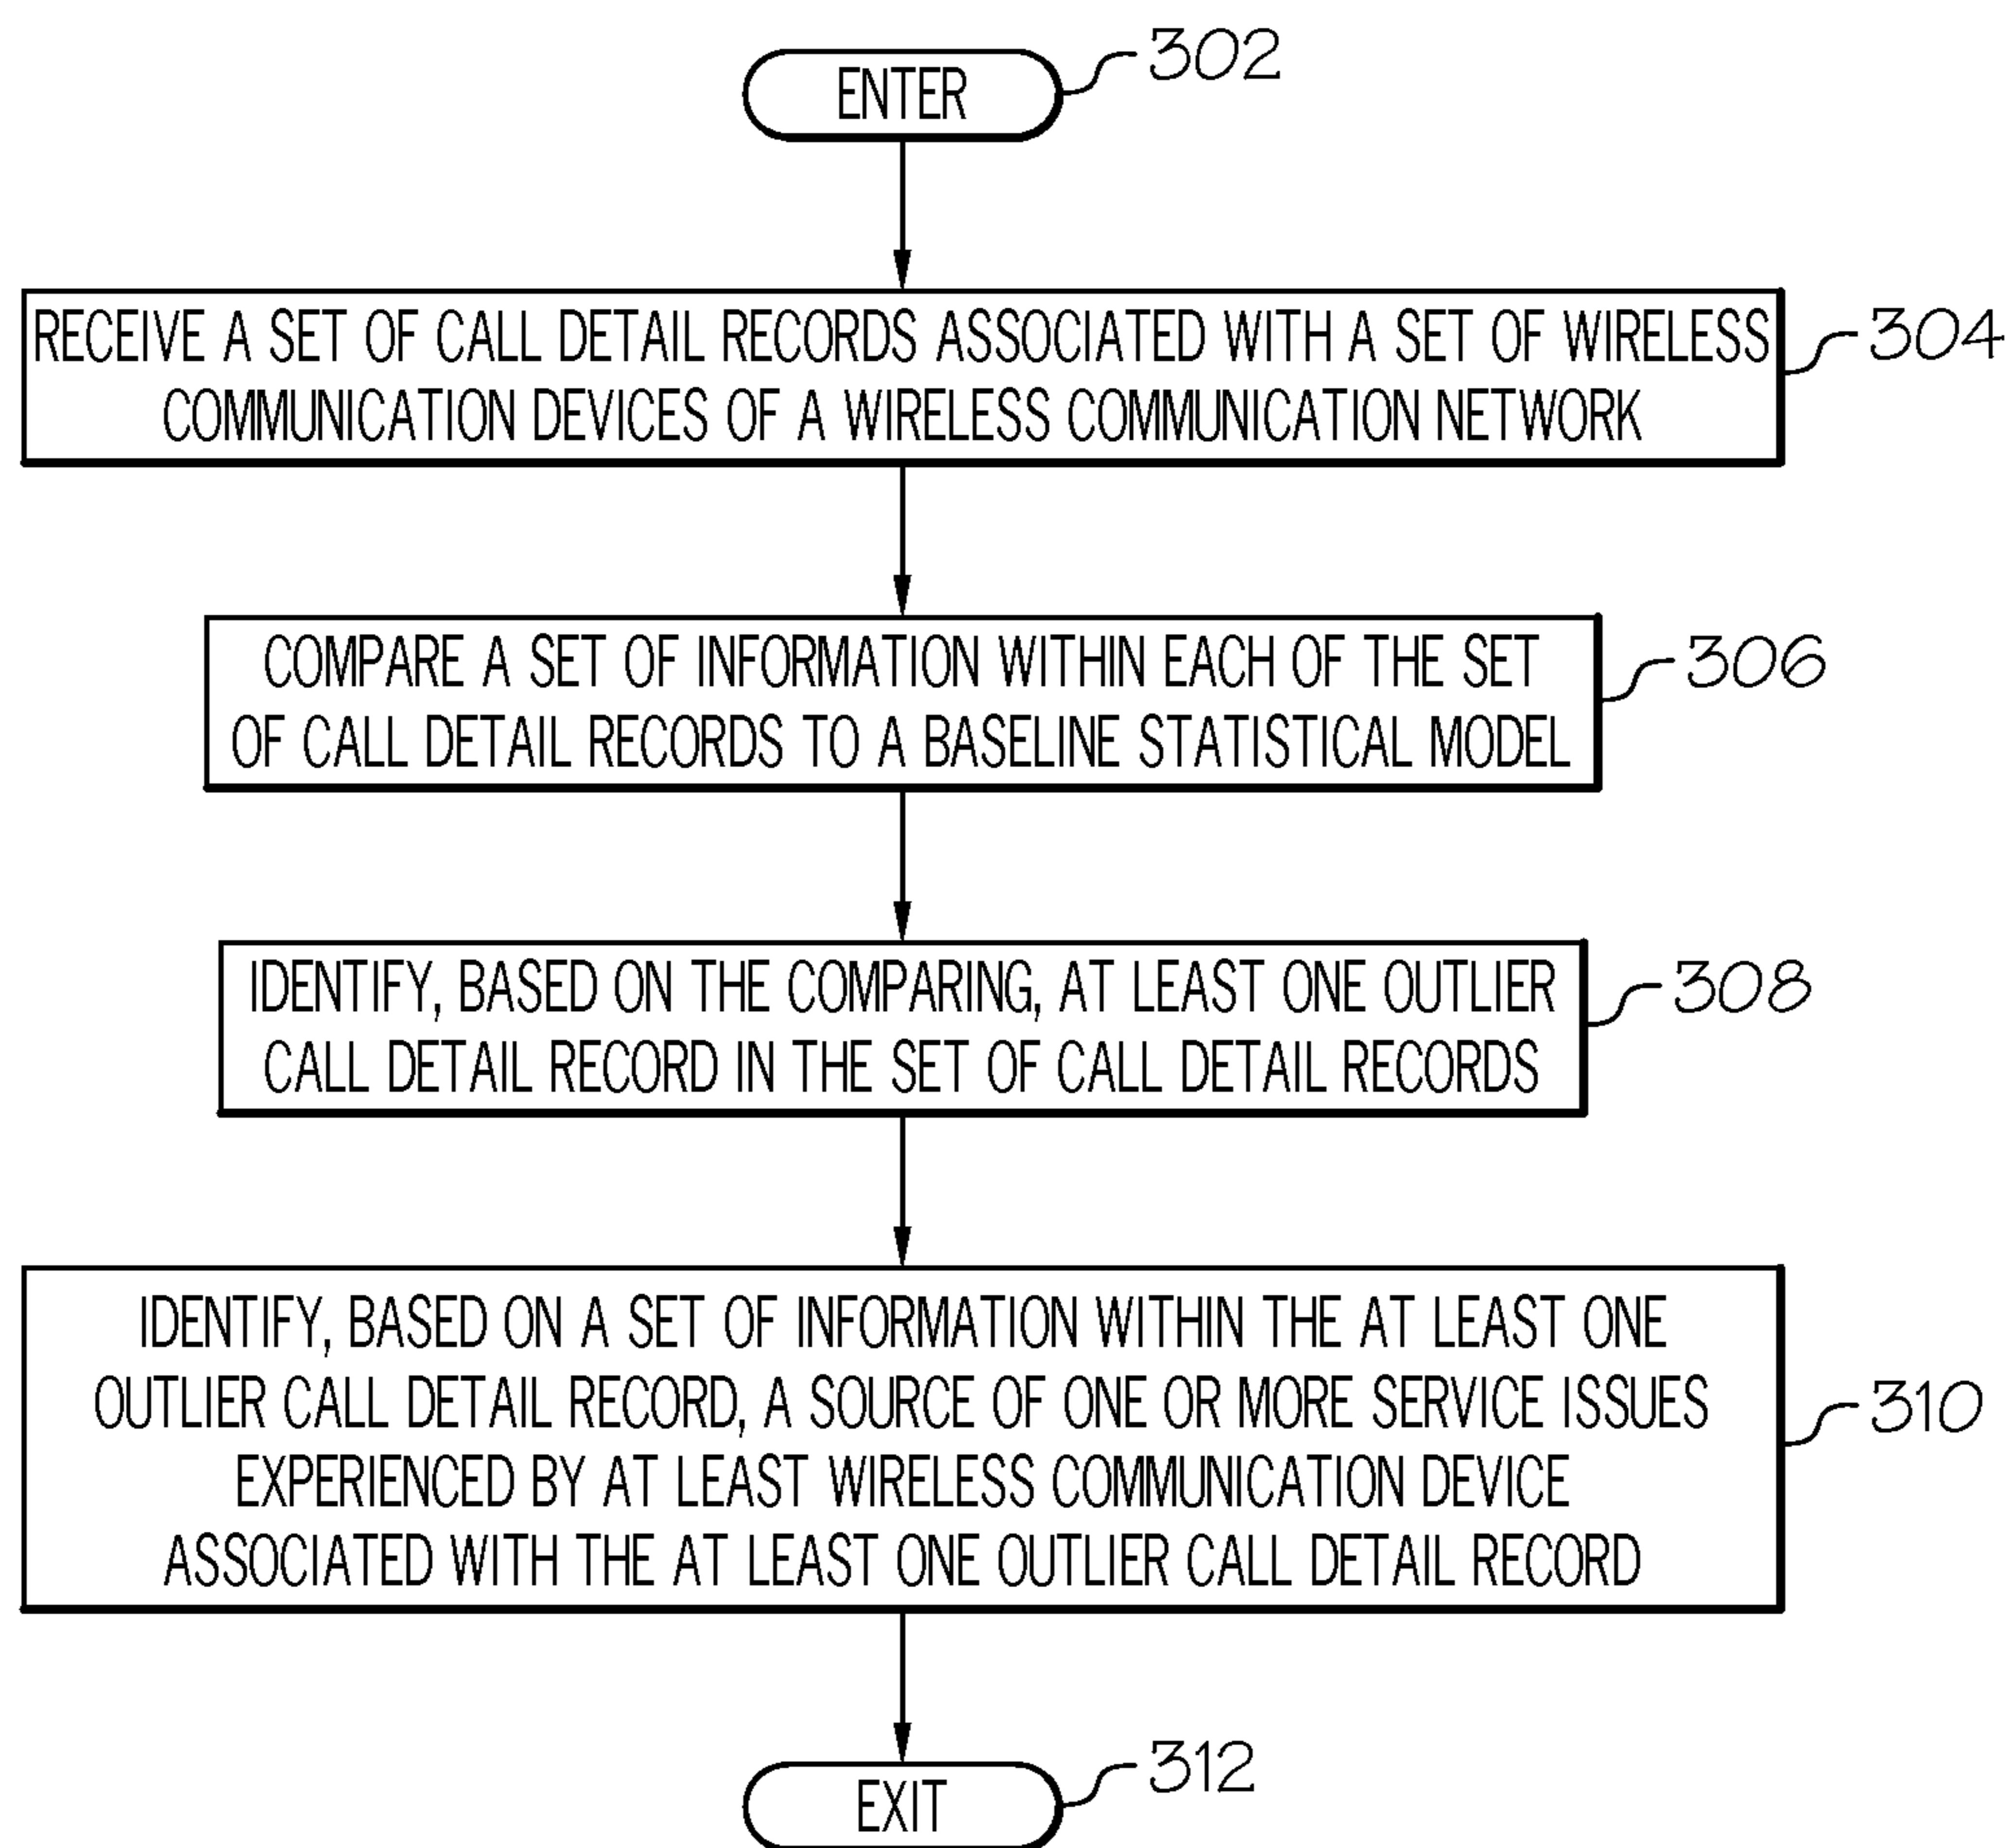 ENTER
302
RECEIVE A SET OF CALL DETAIL RECORDS ASSOCIATED WITH A SET OF WIRELESS
COMMUNICATION DEVICES OF A WIRELESS COMMUNICATION NETWORK
304
COMPARE A SET OF INFORMATION WITHIN EACH OF THE SET
OF CALL DETAIL RECORDS TO A BASELINE STATISTICAL MODEL
306
IDENTIFY, BASED ON THE COMPARING, AT LEAST ONE OUTLIER
CALL DETAIL RECORD IN THE SET OF CALL DETAIL RECORDS
308
IDENTIFY, BASED ON A SET OF INFORMATION WITHIN THE AT LEAST ONE
OUTLIER CALL DETAIL RECORD, A SOURCE OF ONE OR MORE SERVICE ISSUES
EXPERIENCED BY AT LEAST WIRELESS COMMUNICATION DEVICE
ASSOCIATED WITH THE AT LEAST ONE OUTLIER CALL DETAIL RECORD
310
EXIT
312